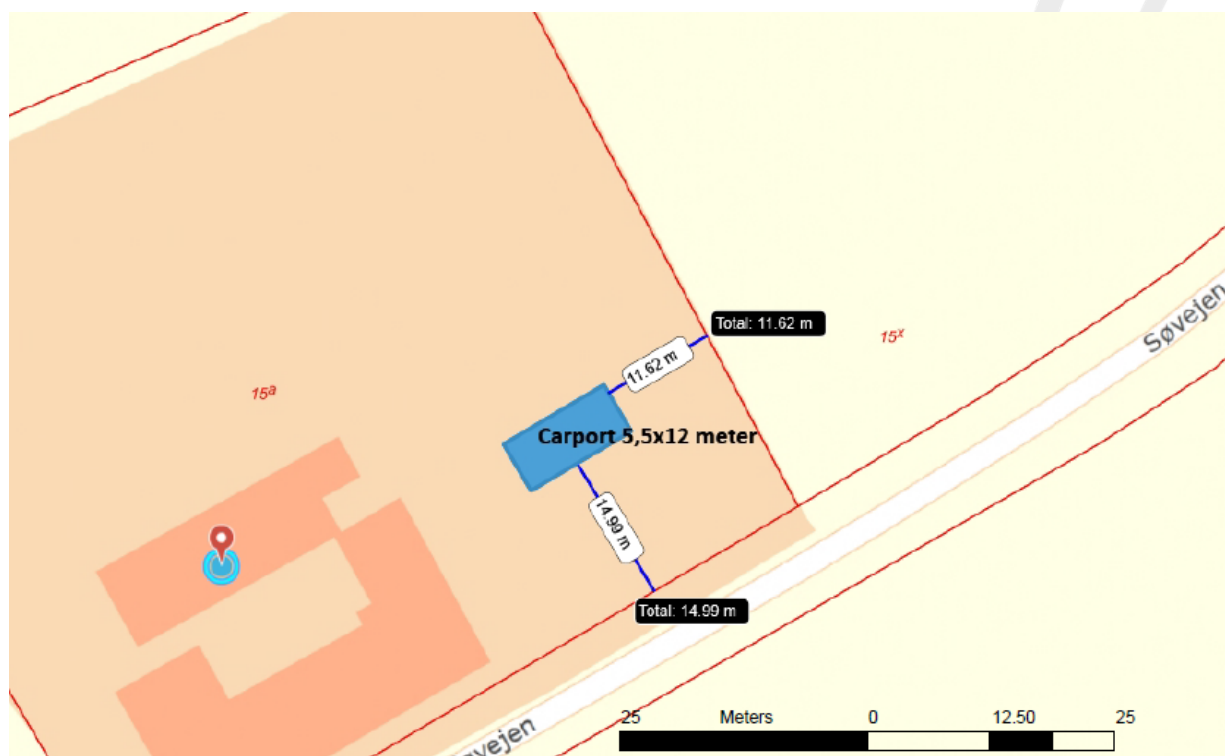 Søvejen
Total: 11.62 m
15x
11.62 m
15a
Carport 5,5x12 meter
14.99 m
Total: 14.99 m
25 Meters 0 12.50 25